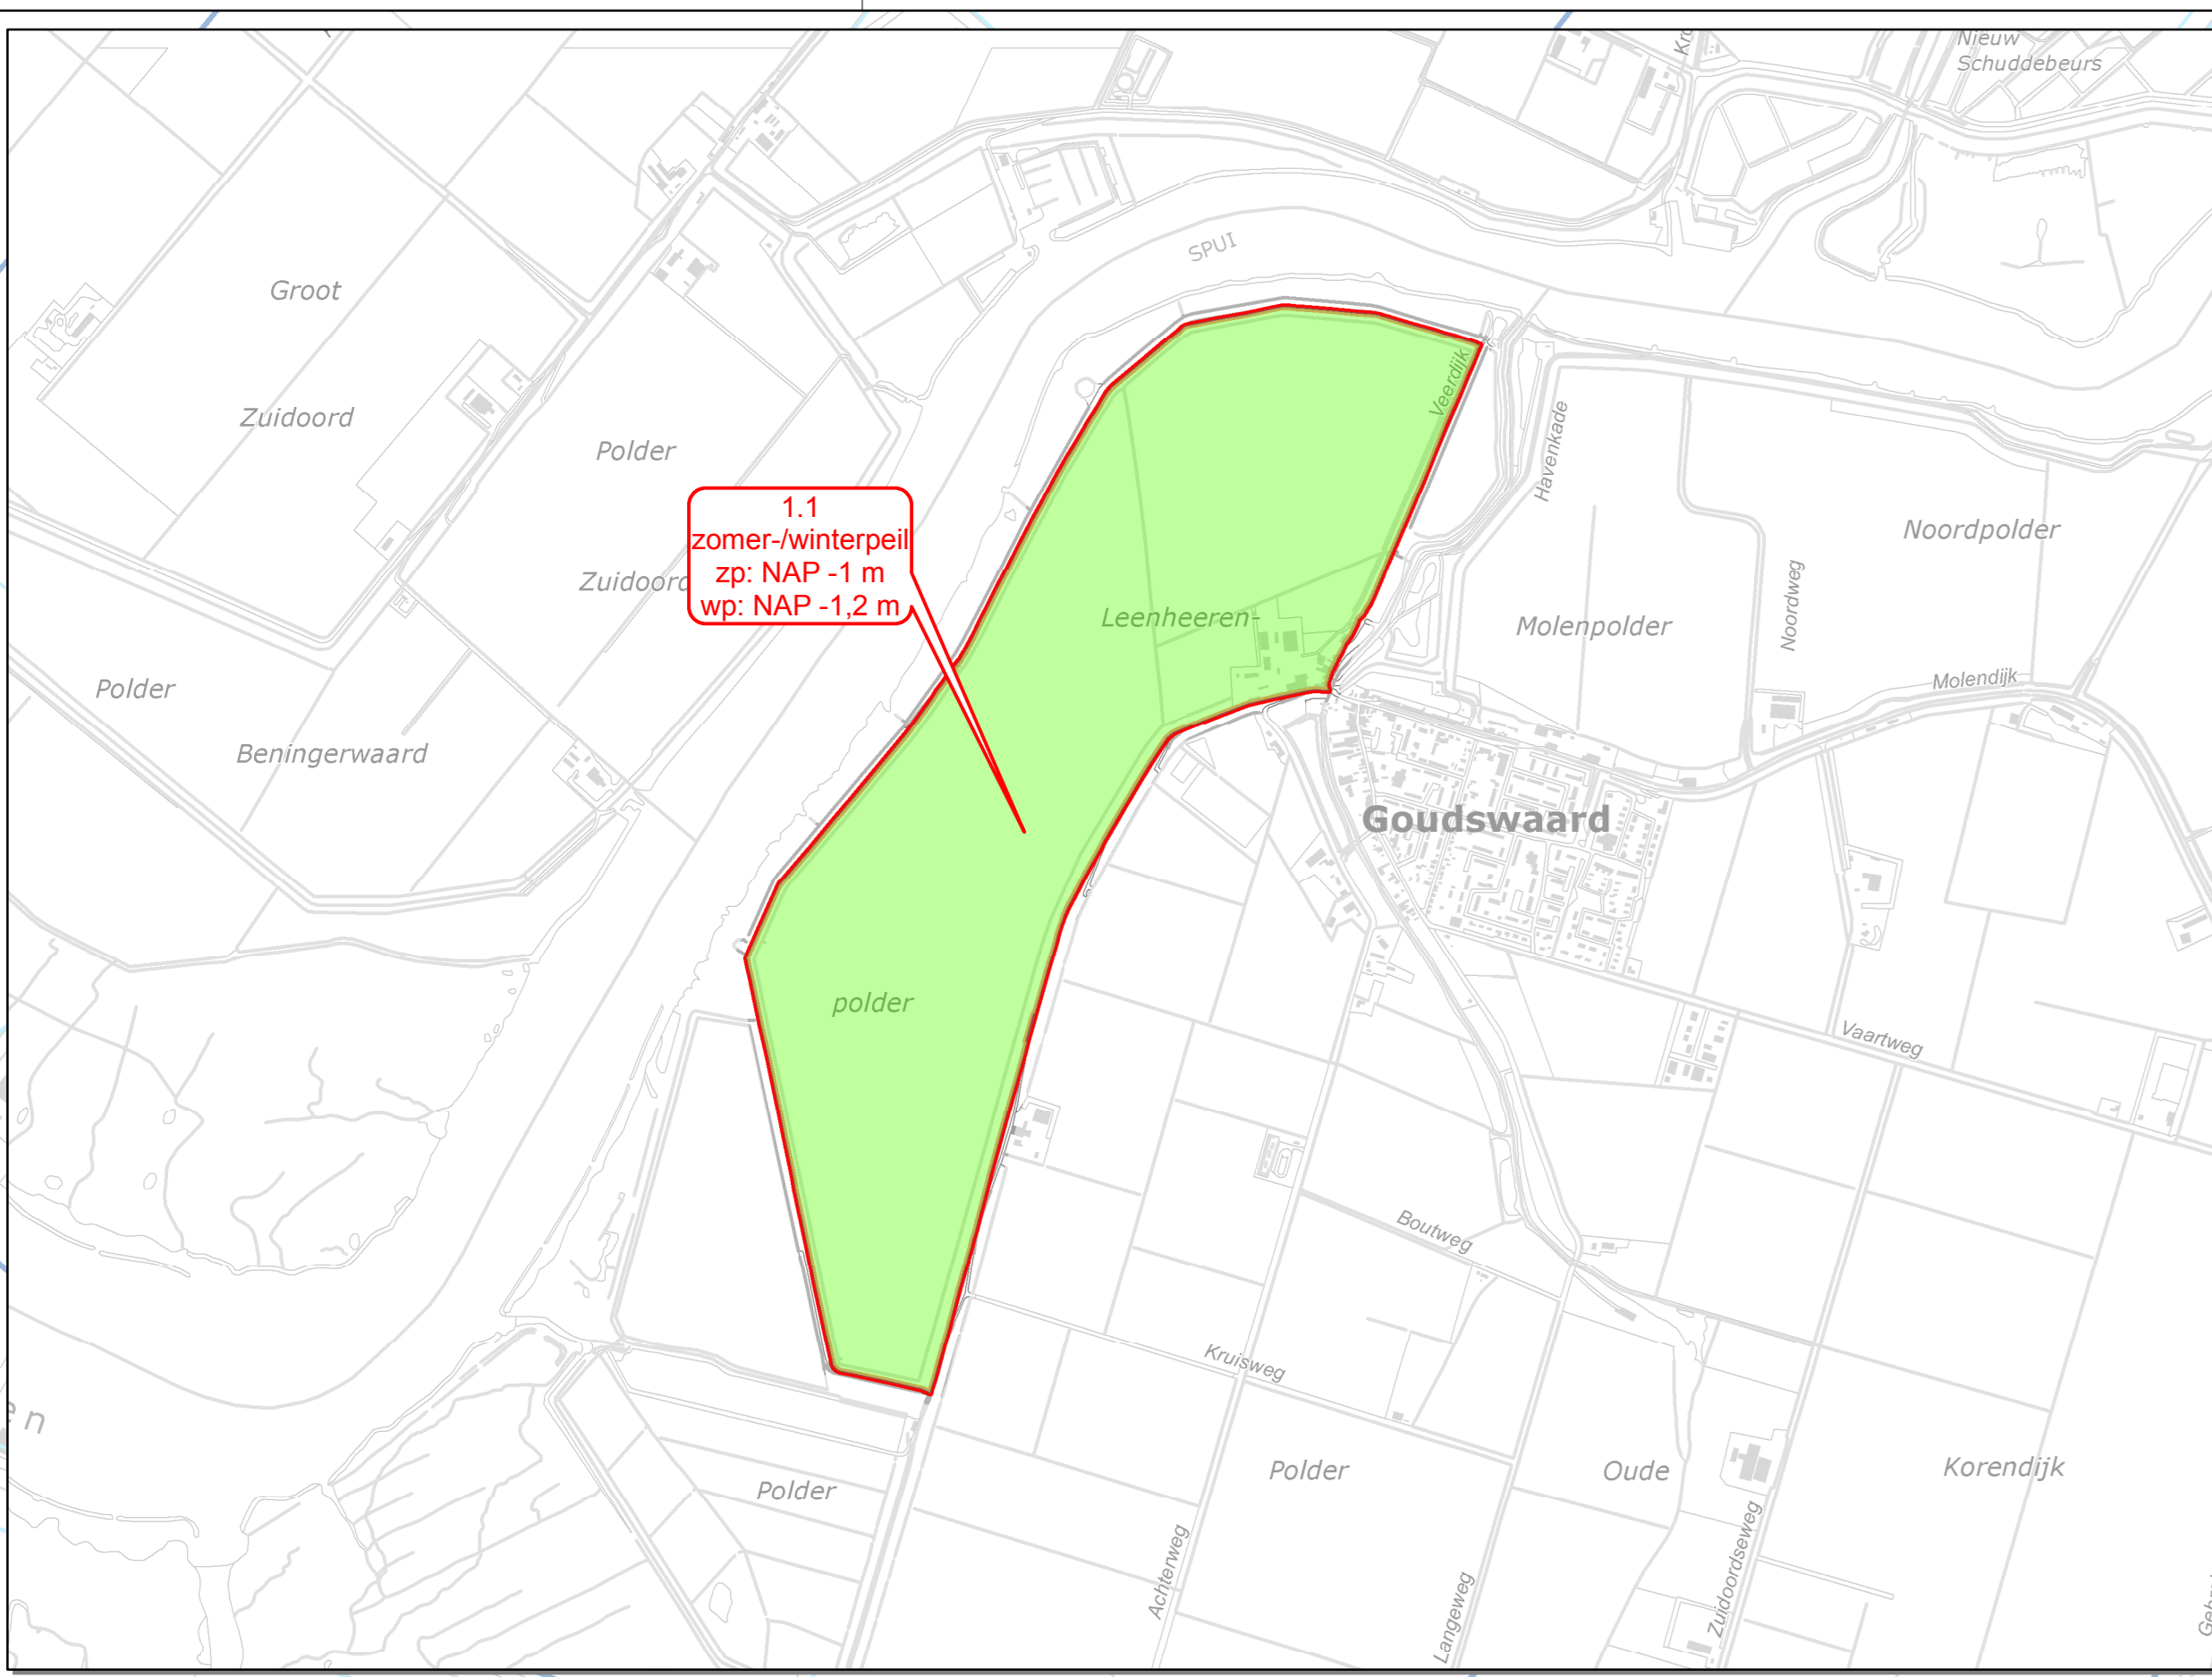 Nieuw
Schuddebeurs
SPUI
Groot
Zuidoord
Polder
Zuidoord
Polder
Beningerwaard
1.1
zomer-/winterpeil
zp: NAP -1 m
wp: NAP -1,2 m
Veerdijk
Havenkade
Leenheeren-
polder
Molenpolder
Noordweg
Noordpolder
Molendijk
Goudswaard
Vaartweg
Boutweg
Kruisweg
Polder
Polder
Oude
Korendijk
Achterweg
Langeweg
Zuidoordseweg